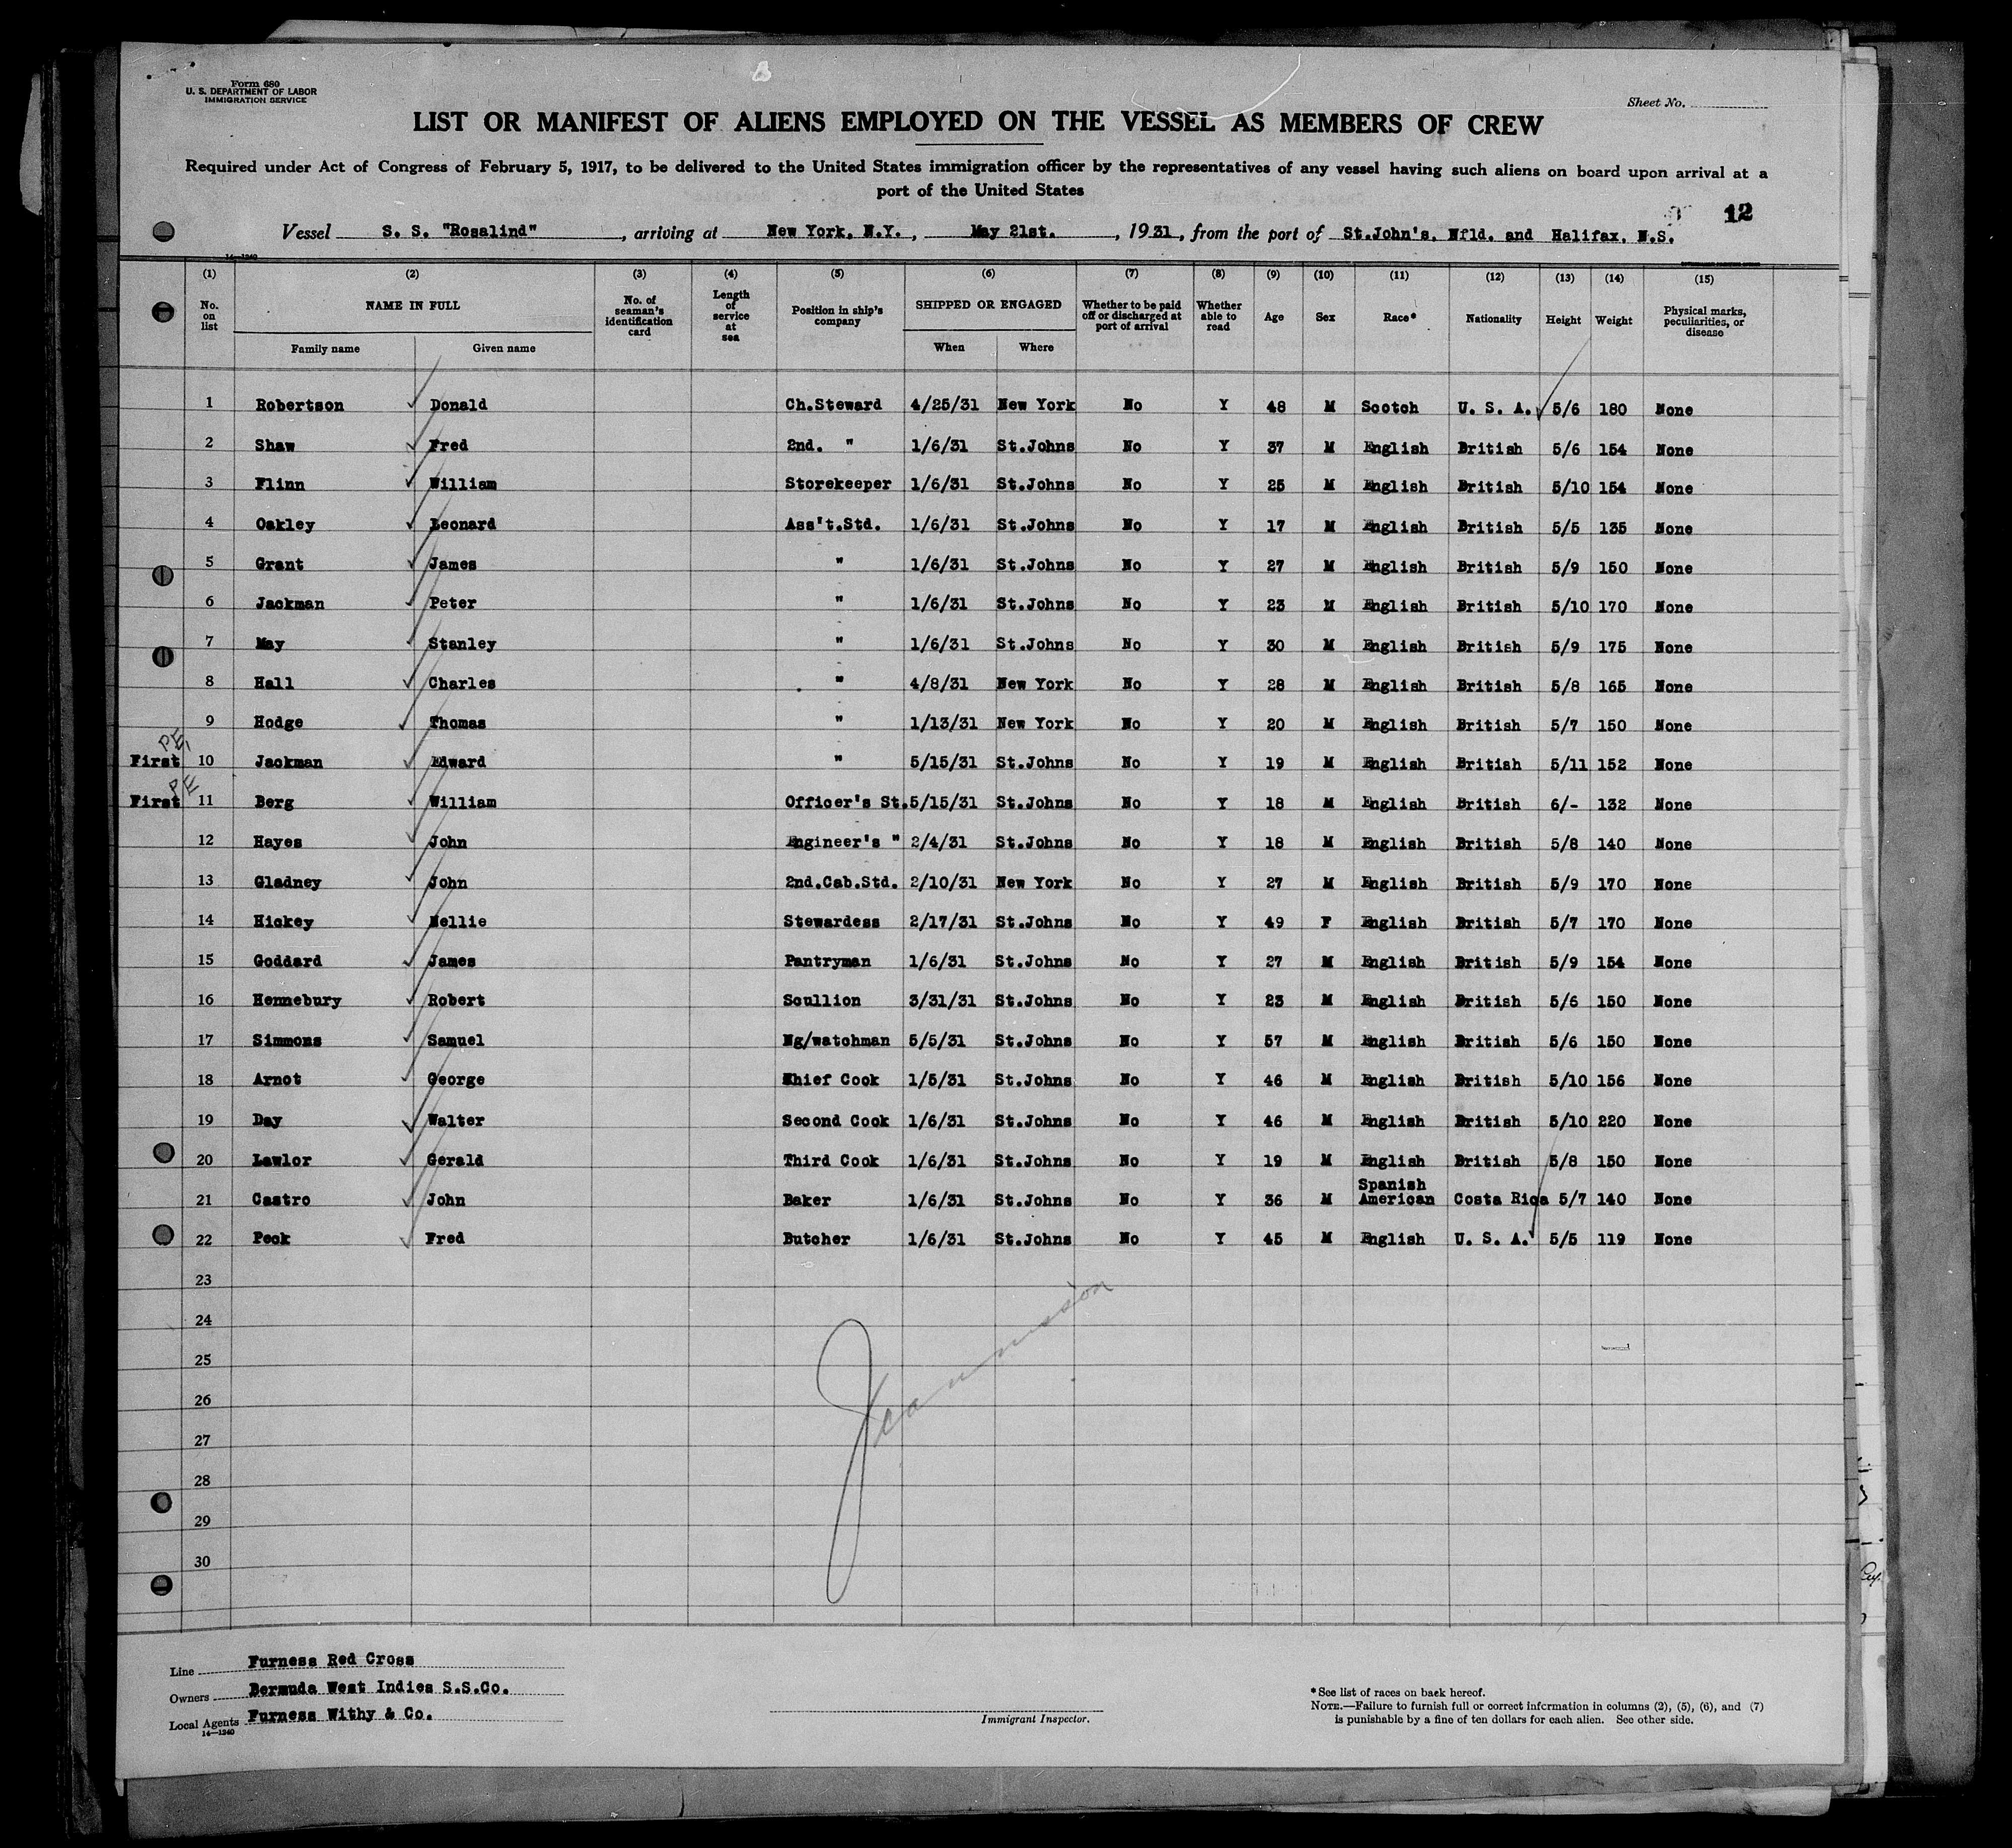 Form 680
U. S. DEPARTMENT OF LABOR
IMMIGRATION SERVICE
Sheet No.
LIST OR MANIFEST OF ALIENS EMPLOYED ON THE VESSEL AS MEMBERS OF CREW
Required under Act of Congress of February 5, 1917, to be delivered to the United States immigration officer by the representatives of any vessel having such aliens on board upon arrival at a
port of the United States
12
Vessel S. S. "Rosalind", arriving at New York, N.Y., May 21st., 1931, from the port of St.John's, Nfld. and Halifax, N.S.
14—1240
(1) (2) (3) (4) (5) (6) (7) (8) (9) (10) (11) (12) (13) (14) (15)
No. on list NAME IN FULL No. of seaman's identification card Length of service at sea Position in ship's company SHIPPED OR ENGAGED Whether to be paid off or discharged at port of arrival Whether able to read Age Sex Race* Nationality Height Weight Physical marks, peculiarities, or disease
Family name Given name When Where
1 Robertson Donald Ch.Steward 4/25/31 New York No Y 48 M Scotch U. S. A. 5/6 180 None
2 Shaw Fred 2nd. " 1/6/31 St.Johns No Y 37 M English British 5/6 154 None
3 Flinn William Storekeeper 1/6/31 St.Johns No Y 25 M English British 5/10 154 None
4 Oakley Leonard Ass't.Std. 1/6/31 St.Johns No Y 17 M English British 5/5 135 None
5 Grant James " 1/6/31 St.Johns No Y 27 M English British 5/9 150 None
6 Jackman Peter " 1/6/31 St.Johns No Y 23 M English British 5/10 170 None
7 May Stanley " 1/6/31 St.Johns No Y 30 M English British 5/9 175 None
8 Hall Charles " 4/8/31 New York No Y 28 M English British 5/8 165 None
9 Hodge Thomas " 1/13/31 New York No Y 20 M English British 5/7 150 None
PE
First 10 Jackman Edward " 5/15/31 St.Johns No Y 19 M English British 5/11 152 None
PE
First 11 Berg William Officer's St. 5/15/31 St.Johns No Y 18 M English British 6/- 132 None
12 Hayes John Engineer's " 2/4/31 St.Johns No Y 18 M English British 5/8 140 None
13 Gladney John 2nd.Cab.Std. 2/10/31 New York No Y 27 M English British 5/9 170 None
14 Hickey Nellie Stewardess 2/17/31 St.Johns No Y 49 F English British 5/7 170 None
15 Goddard James Pantryman 1/6/31 St.Johns No Y 27 M English British 5/9 154 None
16 Hennebury Robert Scullion 3/31/31 St.Johns No Y 23 M English British 5/6 150 None
17 Simmons Samuel Ng/watchman 5/5/31 St.Johns No Y 57 M English British 5/6 150 None
18 Arnot George Chief Cook 1/5/31 St.Johns No Y 46 M English British 5/10 156 None
19 Day Walter Second Cook 1/6/31 St.Johns No Y 46 M English British 5/10 220 None
20 Lawlor Gerald Third Cook 1/6/31 St.Johns No Y 19 M English British 5/8 150 None
21 Castro John Baker 1/6/31 St.Johns No Y 36 M Spanish American Costa Rica 5/7 140 None
22 Peck Fred Butcher 1/6/31 St.Johns No Y 45 M English U. S. A. 5/5 119 None
23
24
25
26
27
28
29
30
Line Furness Red Cross
Owners Bermuda West Indies S.S.Co.
Local Agents Furness Withy & Co.
14—1240
Immigrant Inspector.
*See list of races on back hereof.
NOTE.—Failure to furnish full or correct information in columns (2), (5), (6), and (7)
is punishable by a fine of ten dollars for each alien. See other side.